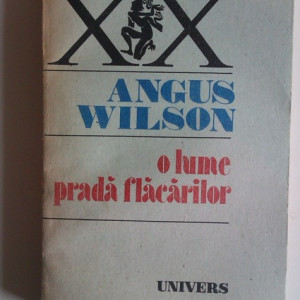 XX
ANGUS
WILSON
o lume
pradă flăcărilor
UNIVERS